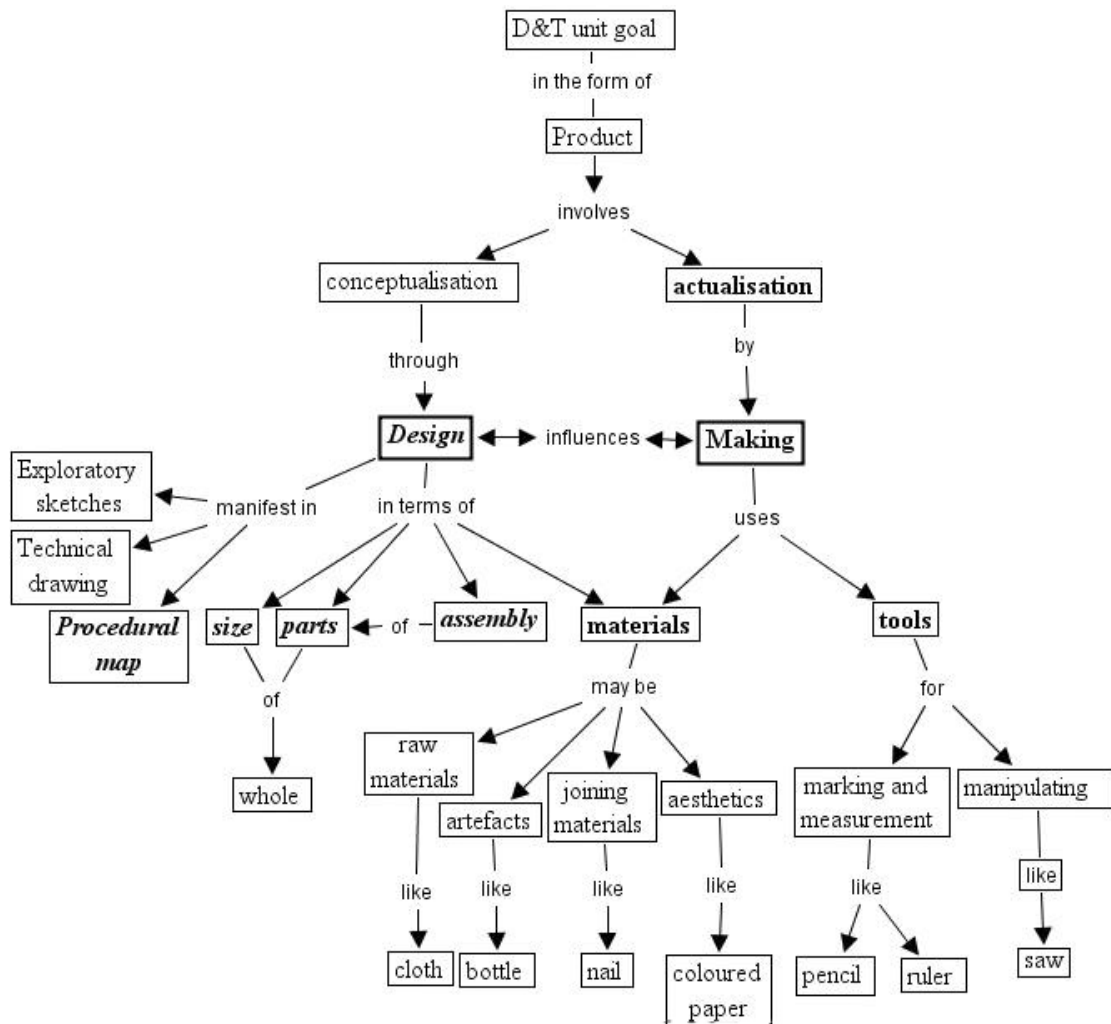 D&T unit goal
in the form of
Product
involves
conceptualisation
actualisation
through
by
Design
influences
Making
Exploratory
sketches
manifest in
in terms of
uses
Technical
drawing
Procedural
map
size
parts
of
assembly
materials
tools
of
may be
for
whole
raw
materials
artefacts
joining
materials
aesthetics
marking and
measurement
manipulating
like
like
like
like
like
like
cloth
bottle
nail
coloured
paper
pencil
ruler
saw